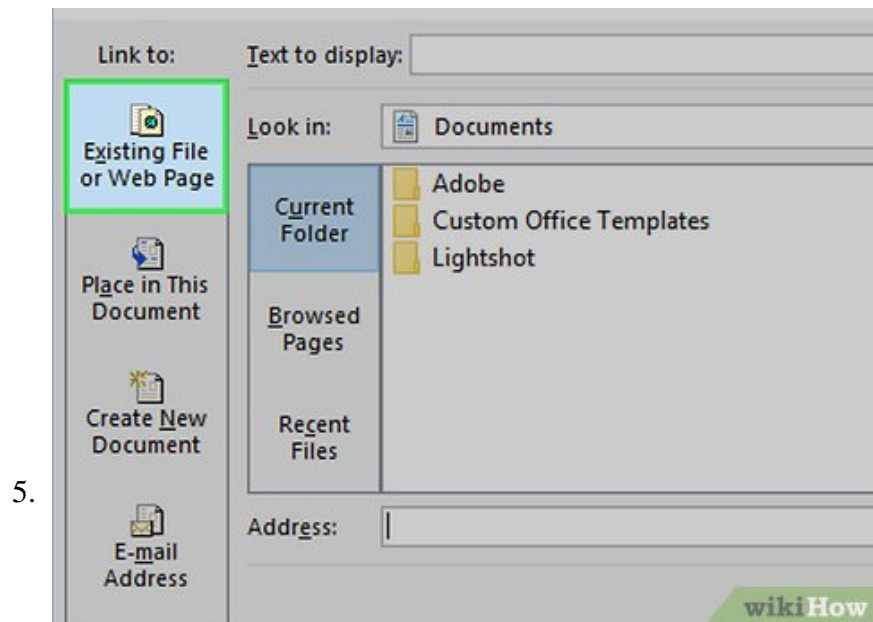 Link to:
Text to display:
Existing File
or Web Page
Look in:
Documents
Current
Folder
Adobe
Custom Office Templates
Lightshot
Place in This
Document
Browsed
Pages
Create New
Document
Recent
Files
5.
Address:
E-mail
Address
wikiHow